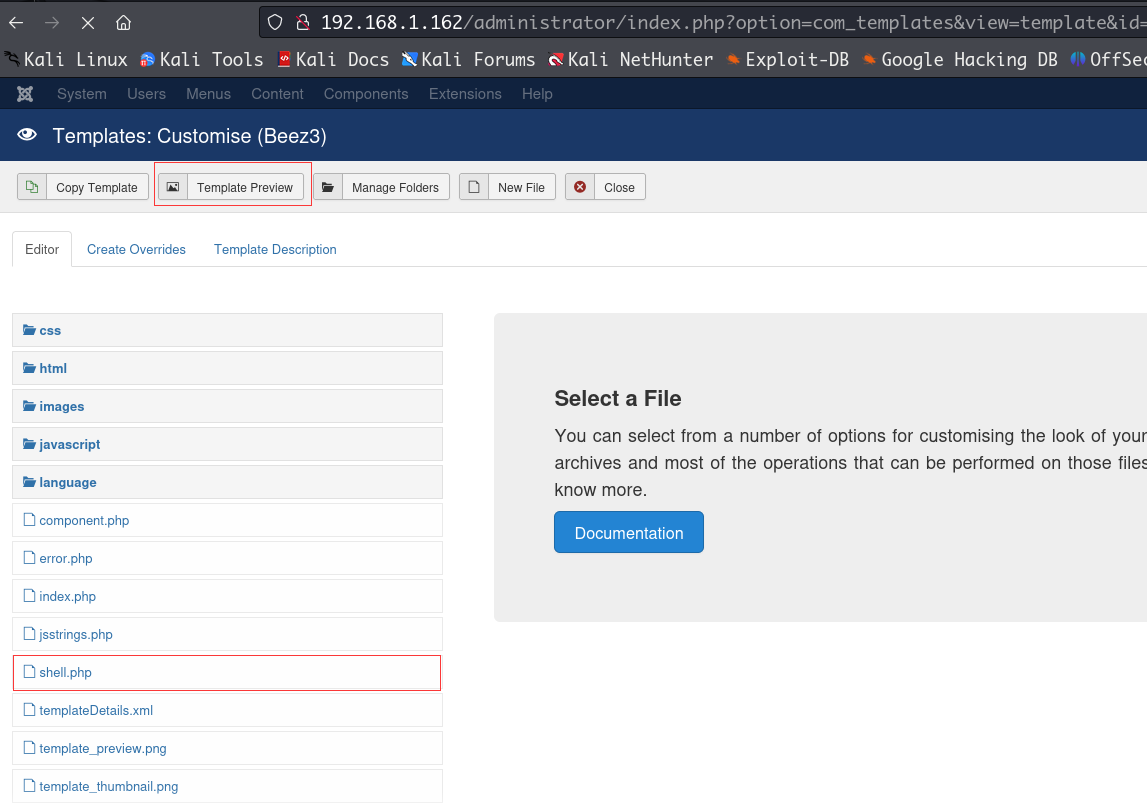 192.168.1.162/administrator/index.php?option=com_templates&view=template&id=
Kali Linux Kali Tools Kali Docs Kali Forums Kali NetHunter Exploit-DB Google Hacking DB OffSec
System Users Menus Content Components Extensions Help
Templates: Customise (Beez3)
Copy Template Template Preview Manage Folders New File Close
Editor Create Overrides Template Description
css
html
images
javascript
language
component.php
error.php
index.php
jsstrings.php
shell.php
templateDetails.xml
template_preview.png
template_thumbnail.png
Select a File
You can select from a number of options for customising the look of your
archives and most of the operations that can be performed on those files
know more.
Documentation